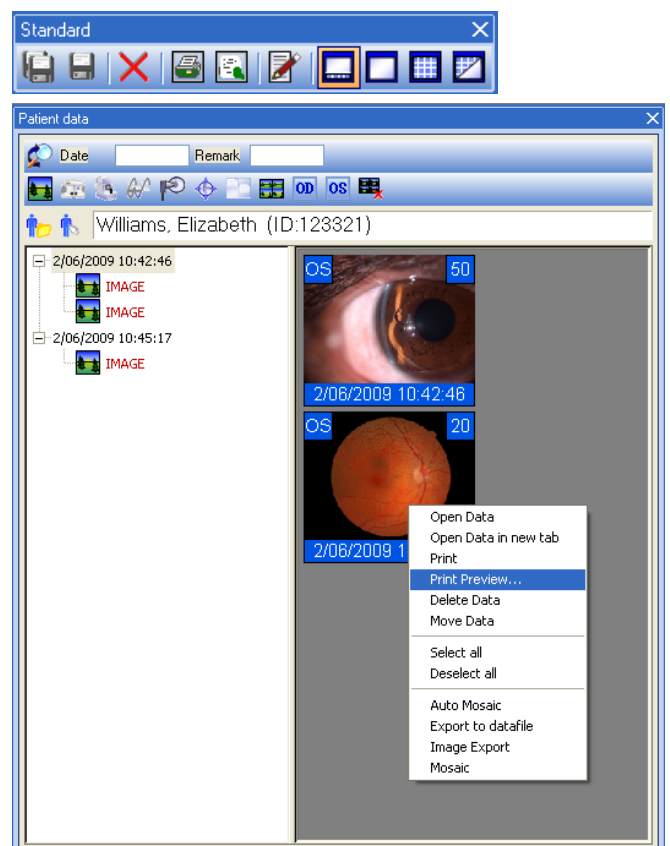 Standard
Patient data
Date Remark
OD OS
Williams, Elizabeth (ID:123321)
2/06/2009 10:42:46
IMAGE
IMAGE
2/06/2009 10:45:17
IMAGE
OS 50
2/06/2009 10:42:46
OS 20
2/06/2009 1
Open Data
Open Data in new tab
Print
Print Preview...
Delete Data
Move Data
Select all
Deselect all
Auto Mosaic
Export to datafile
Image Export
Mosaic